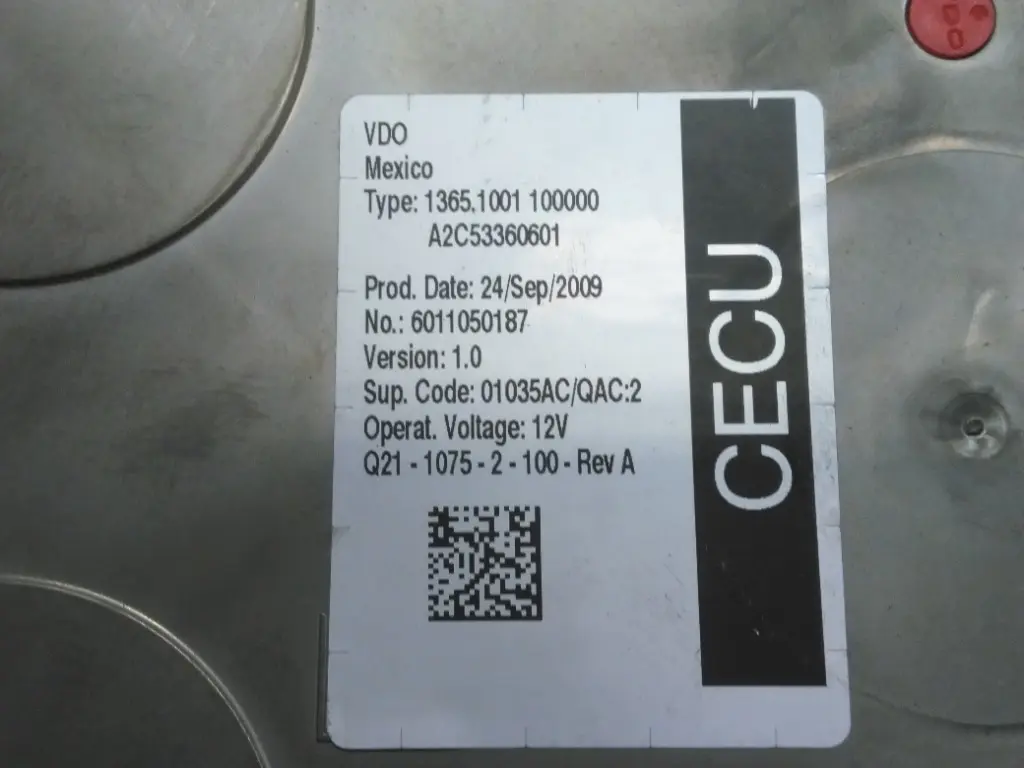 VDO
Mexico
Type: 1365.1001 100000
A2C53360601
Prod. Date: 24/Sep/2009
No.: 6011050187
Version: 1.0
Sup. Code: 01035AC/QAC:2
Operat. Voltage: 12V
Q21 - 1075 - 2 - 100 - Rev A
CECU